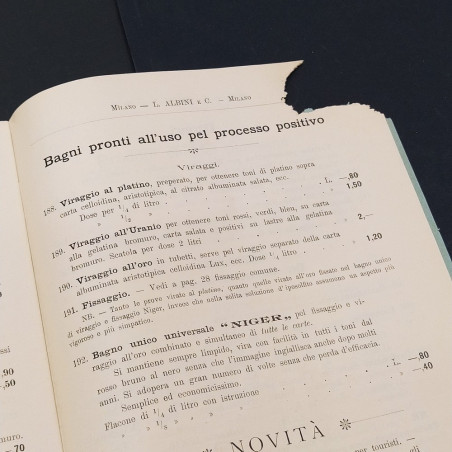 Milano — L. ALBINI & C. — Milano
Bagni pronti all'uso pel processo positivo
Viraggi.
188. Viraggio al platino, preparato, per ottenere toni di platino sopra
carta celloidina, aristotipica, al citrato albuminata salata, ecc.
Dose per 1/4 di litro . . . . L. —,80
„ „ 1/2 „ . . . . „ 1,50
189. Viraggio all'Uranio per ottenere toni rossi, verdi, bleu, su carta
alla gelatina bromuro, carta salata e positivi su lastre alla gelatina
bromuro. Scatola per dose 2 litri . . . . 2,—
190. Viraggio all'oro in tubetti, serve pel viraggio separato della carta
albuminata aristotipica celloidina Lux, ecc. Dose 1/4 litro . . 1,20
191. Fissaggio. — Vedi a pag. 28 fissaggio comune.
NB. — Tanto le prove virate al platino, quanto quelle virate all'uro fissate nel bagno unico
di viraggio e fissaggio Niger, invece che nella solita soluzione d'iposolfito assumono un aspetto più
vigoroso e più simpatico.
192. Bagno unico universale "NIGER" pel fissaggio e vi-
raggio all'oro combinato e simultaneo di tutte le carte.
Si mantiene sempre limpido, vira con facilità in tutti i toni dal
rosso bruno al nero senza che l'immagine ingiallisca anche dopo molti
anni. Si adopera un gran numero di volte senza che perda d'efficacia.
Semplice ed economicissimo.
Flacone di 1/4 di litro con istruzione . . . . L. —,80
„ „ „ „ . . . . „ —,40
NOVITÀ
per touristi.
essi
,90
,50
muro.
— 70